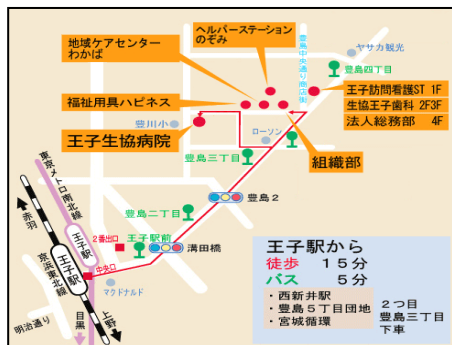 ヘルパーステーション
のぞみ
地域ケアセンター
わかば
豊島中央通り商店街
ヤサカ観光
豊島四丁目
福祉用具ハピネス
王子訪問看護ST 1F
生協王子歯科 2F3F
法人総務部 4F
豊川小
王子生協病院
ローソン
組織部
豊島三丁目
東京メトロ南北線
赤羽
豊島2
豊島二丁目
2番出口
王子駅前
溝田橋
王子駅
王子駅
中央口
京浜東北線
マクドナルド
明治通り
目黒
上野
王子駅から
徒歩 15分
バス 5分
・西新井駅
・豊島5丁目団地
・宮城循環
2つ目
豊島三丁目
下車